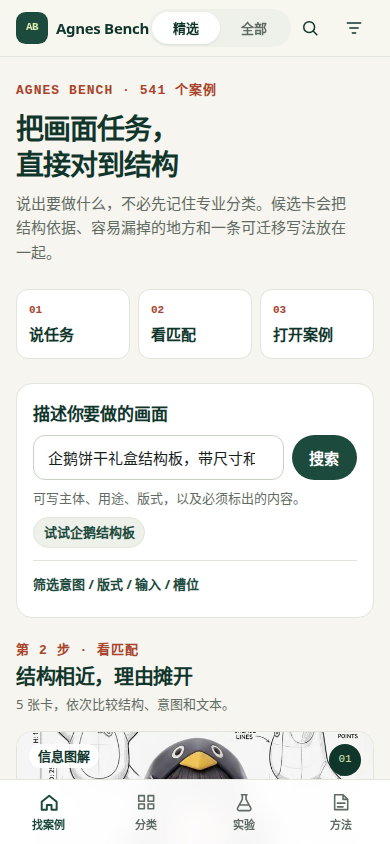 AB
Agnes Bench
精选
全部
AGNES BENCH · 541 个案例
把画面任务，
直接对到结构
说出要做什么，不必先记住专业分类。候选卡会把
结构依据、容易漏掉的地方和一条可迁移写法放在
一起。
01
说任务
02
看匹配
03
打开案例
描述你要做的画面
企鹅饼干礼盒结构板，带尺寸和
搜索
可写主体、用途、版式，以及必须标出的内容。
试试企鹅结构板
筛选意图 / 版式 / 输入 / 槽位
第 2 步 · 看匹配
结构相近，理由摊开
5 张卡，依次比较结构、意图和文本。
LINES
POINTS
信息图解
01
找案例
分类
实验
方法